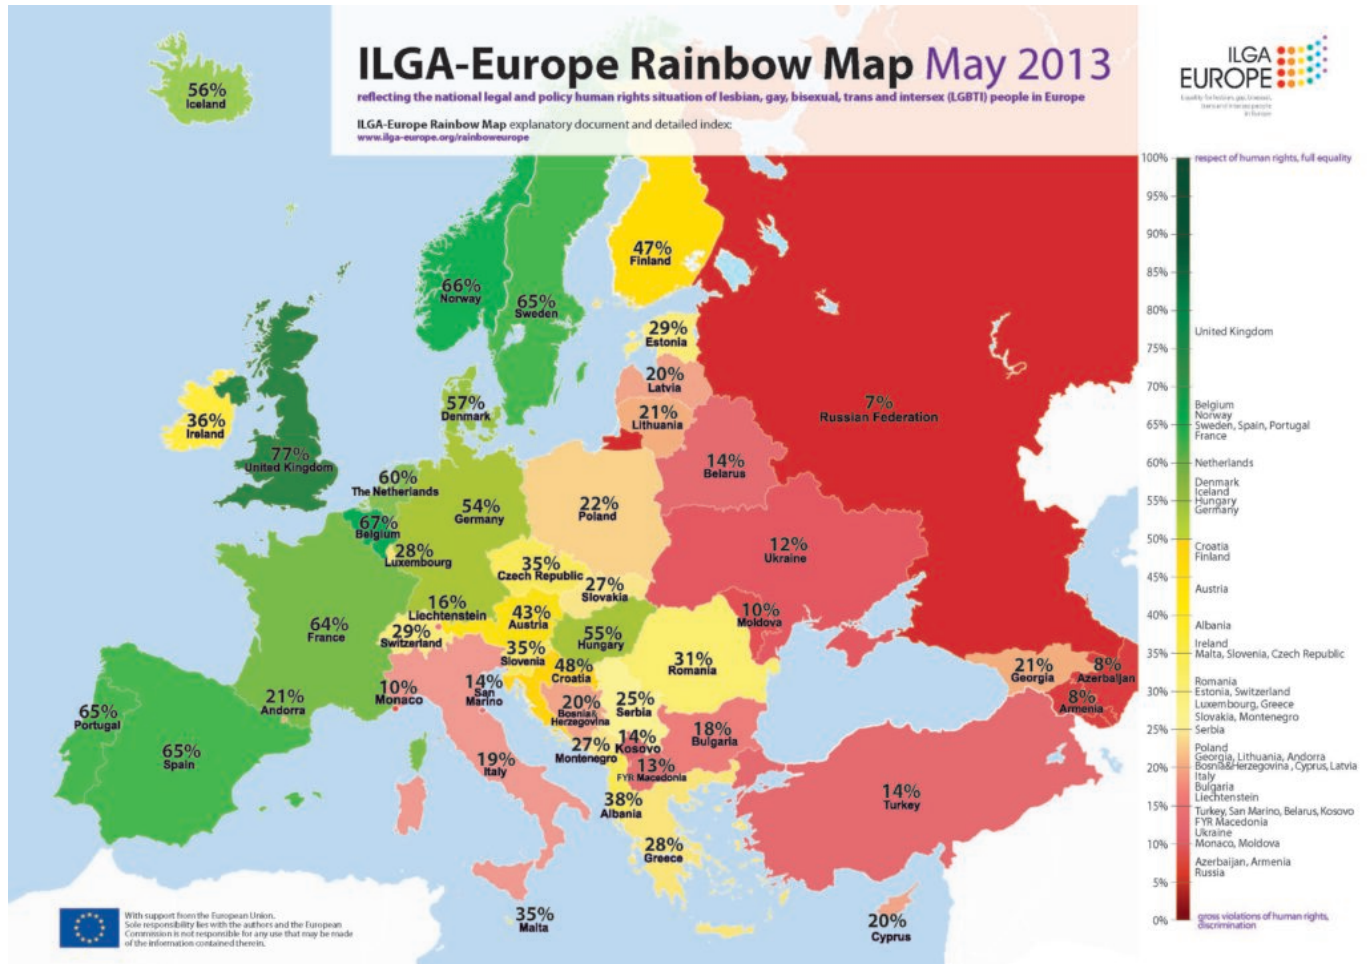 ILGA-Europe Rainbow Map May 2013
reflecting the national legal and policy human rights situation of lesbian, gay, bisexual, trans and intersex (LGBTI) people in Europe
ILGA-Europe Rainbow Map explanatory document and detailed index:
www.ilga-europe.org/rainboweurope
ILGA
EUROPE
Equality for lesbian, gay, bisexual,
trans and intersex people
in Europe
56%
Iceland
47%
Finland
66%
Norway
65%
Sweden
29%
Estonia
20%
Latvia
21%
Lithuania
57%
Denmark
36%
Ireland
77%
United Kingdom
7%
Russian Federation
14%
Belarus
60%
The Netherlands
54%
Germany
22%
Poland
67%
Belgium
28%
Luxembourg
12%
Ukraine
35%
Czech Republic
27%
Slovakia
16%
Liechtenstein
43%
Austria
10%
Moldova
64%
France
29%
Switzerland
55%
Hungary
35%
Slovenia
48%
Croatia
31%
Romania
21%
Georgia
8%
Azerbaijan
8%
Armenia
21%
Andorra
10%
Monaco
14%
San
Marino
20%
Bosnia&
Herzegovina
25%
Serbia
65%
Portugal
65%
Spain
27%
Montenegro
14%
Kosovo
18%
Bulgaria
19%
Italy
13%
FYR Macedonia
38%
Albania
14%
Turkey
28%
Greece
35%
Malta
20%
Cyprus
100%
respect of human rights, full equality
95%
90%
85%
80%
United Kingdom
75%
70%
Belgium
Norway
65%
Sweden, Spain, Portugal
France
60%
Netherlands
Denmark
Iceland
55%
Hungary
Germany
50%
Croatia
Finland
45%
Austria
40%
Albania
Ireland
35%
Malta, Slovenia, Czech Republic
Romania
30%
Estonia, Switzerland
Luxembourg, Greece
Slovakia, Montenegro
25%
Serbia
Poland
Georgia, Lithuania, Andorra
20%
Bosnia&Herzegovina , Cyprus, Latvia
Italy
Bulgaria
Liechtenstein
15%
Turkey, San Marino, Belarus, Kosovo
FYR Macedonia
Ukraine
10%
Monaco, Moldova
Azerbaijan, Armenia
Russia
5%
0%
gross violations of human rights,
discrimination
With support from the European Union.
Sole responsibility lies with the authors and the European
Commission is not responsible for any use that may be made
of the information contained therein.